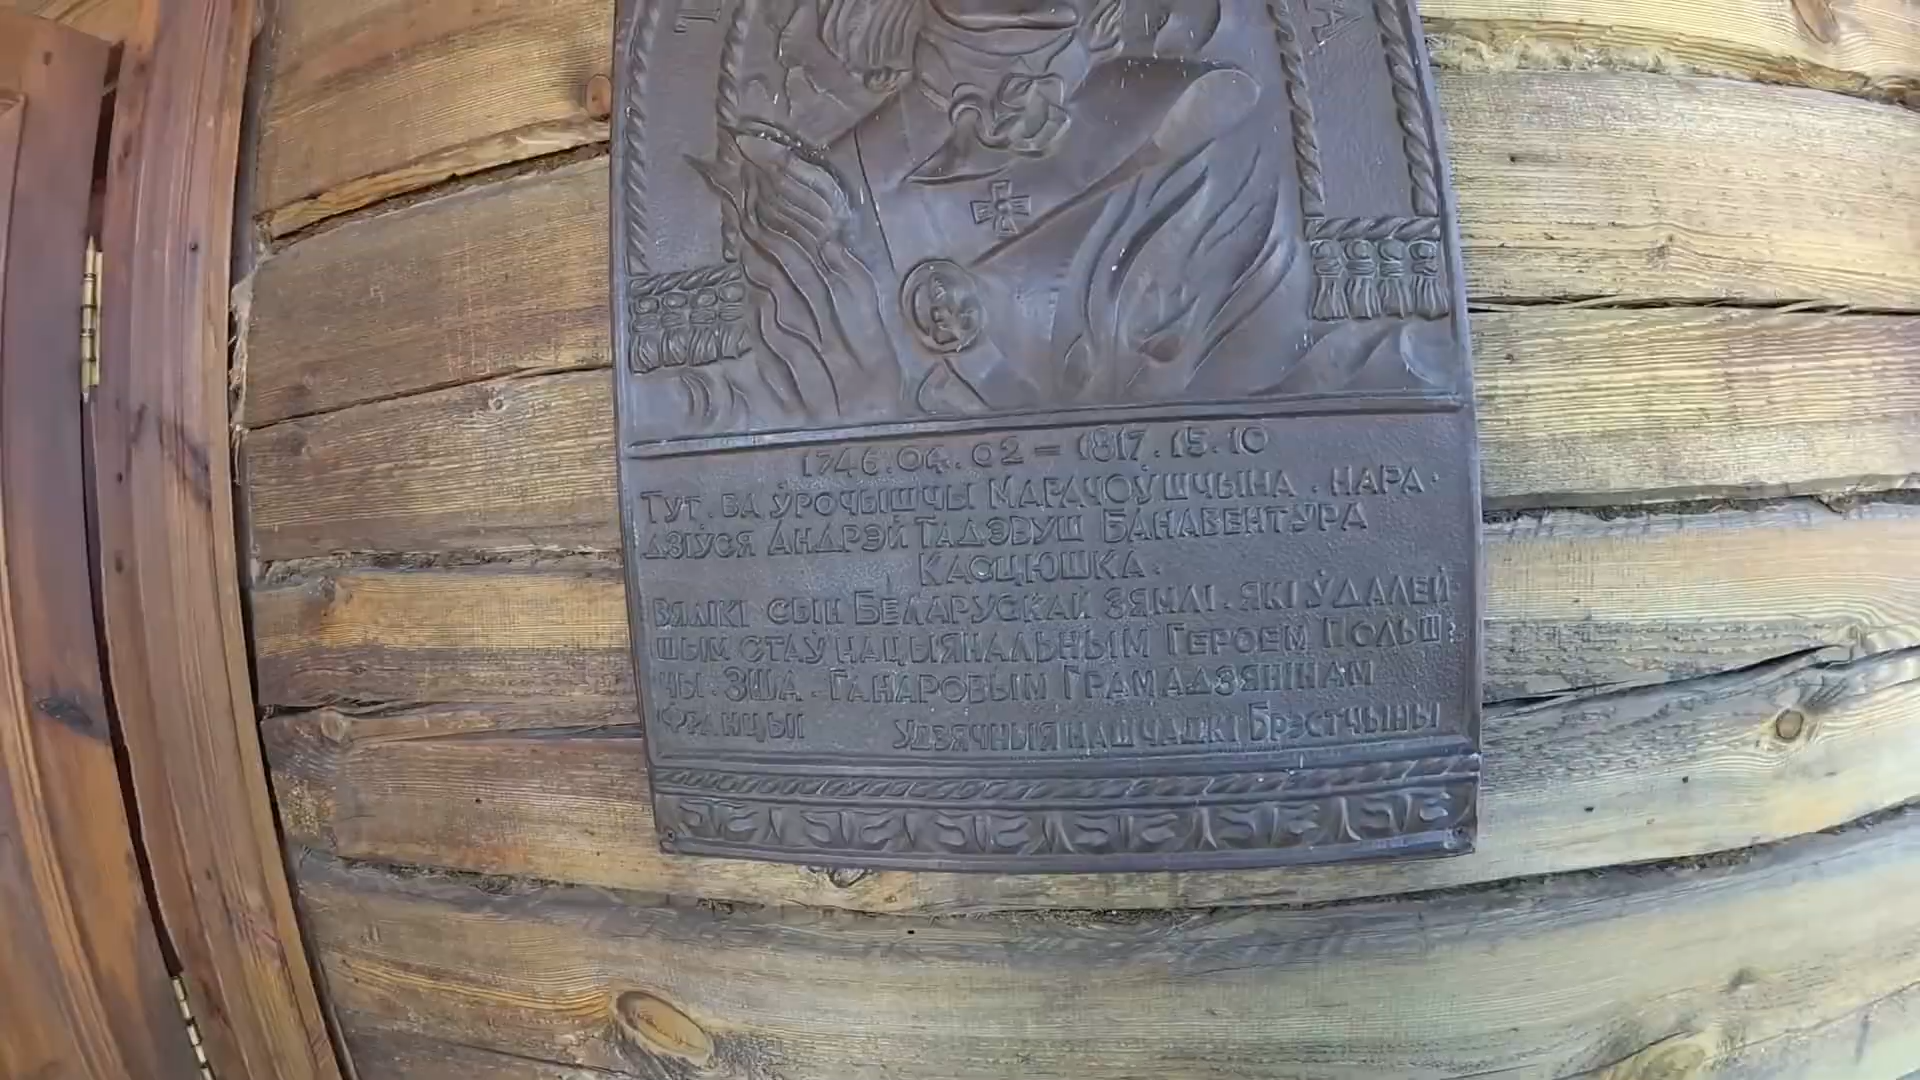 Т А
1746.04.02 – 1817.15.10
Тут. ва ўрочышчы Марачоўшчына. нара-
дзіўся Андрэй Тадэвуш Банавентура
Касцюшка.
Вялікі сын Беларускай зямлі. які ў далей-
шым стаў нацыянальным Героем Польш-
чы. ЗША. Ганаровым Грамадзянінам
Францыі Удзячныя нашчадкі Брэстчыны